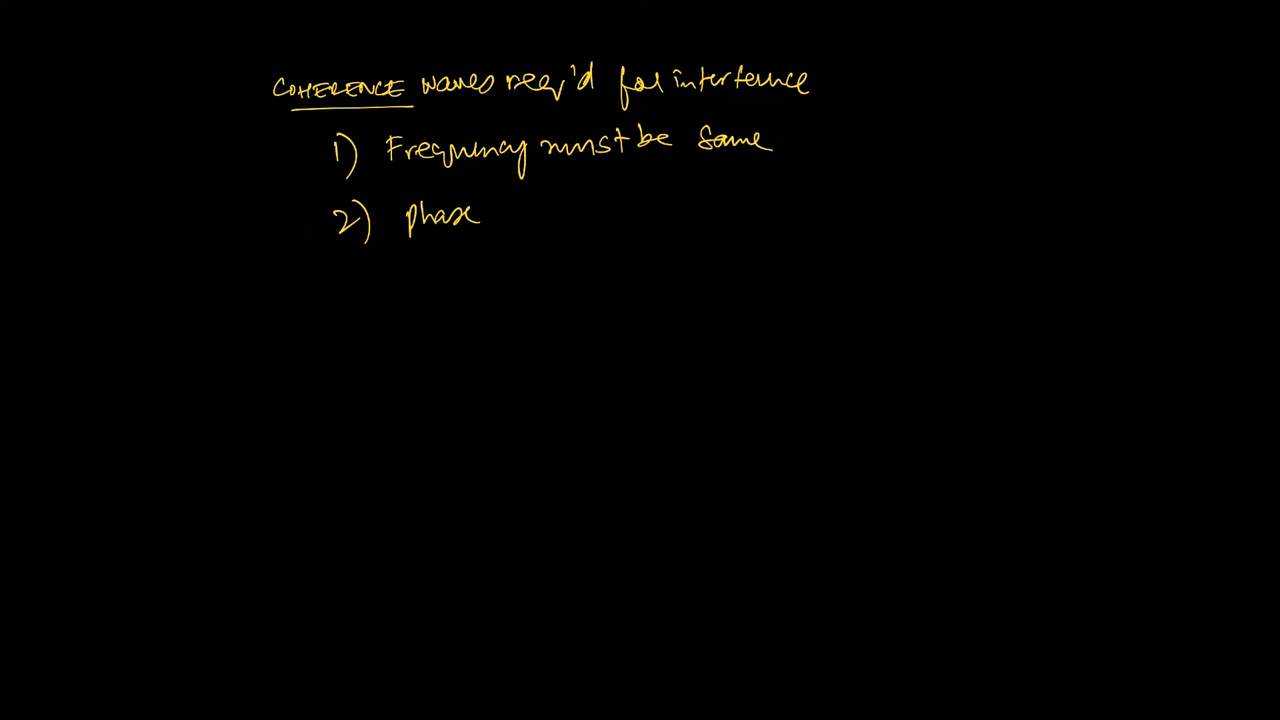 COHERENCE waves req'd for interference
1) Frequency must be same
2) phase